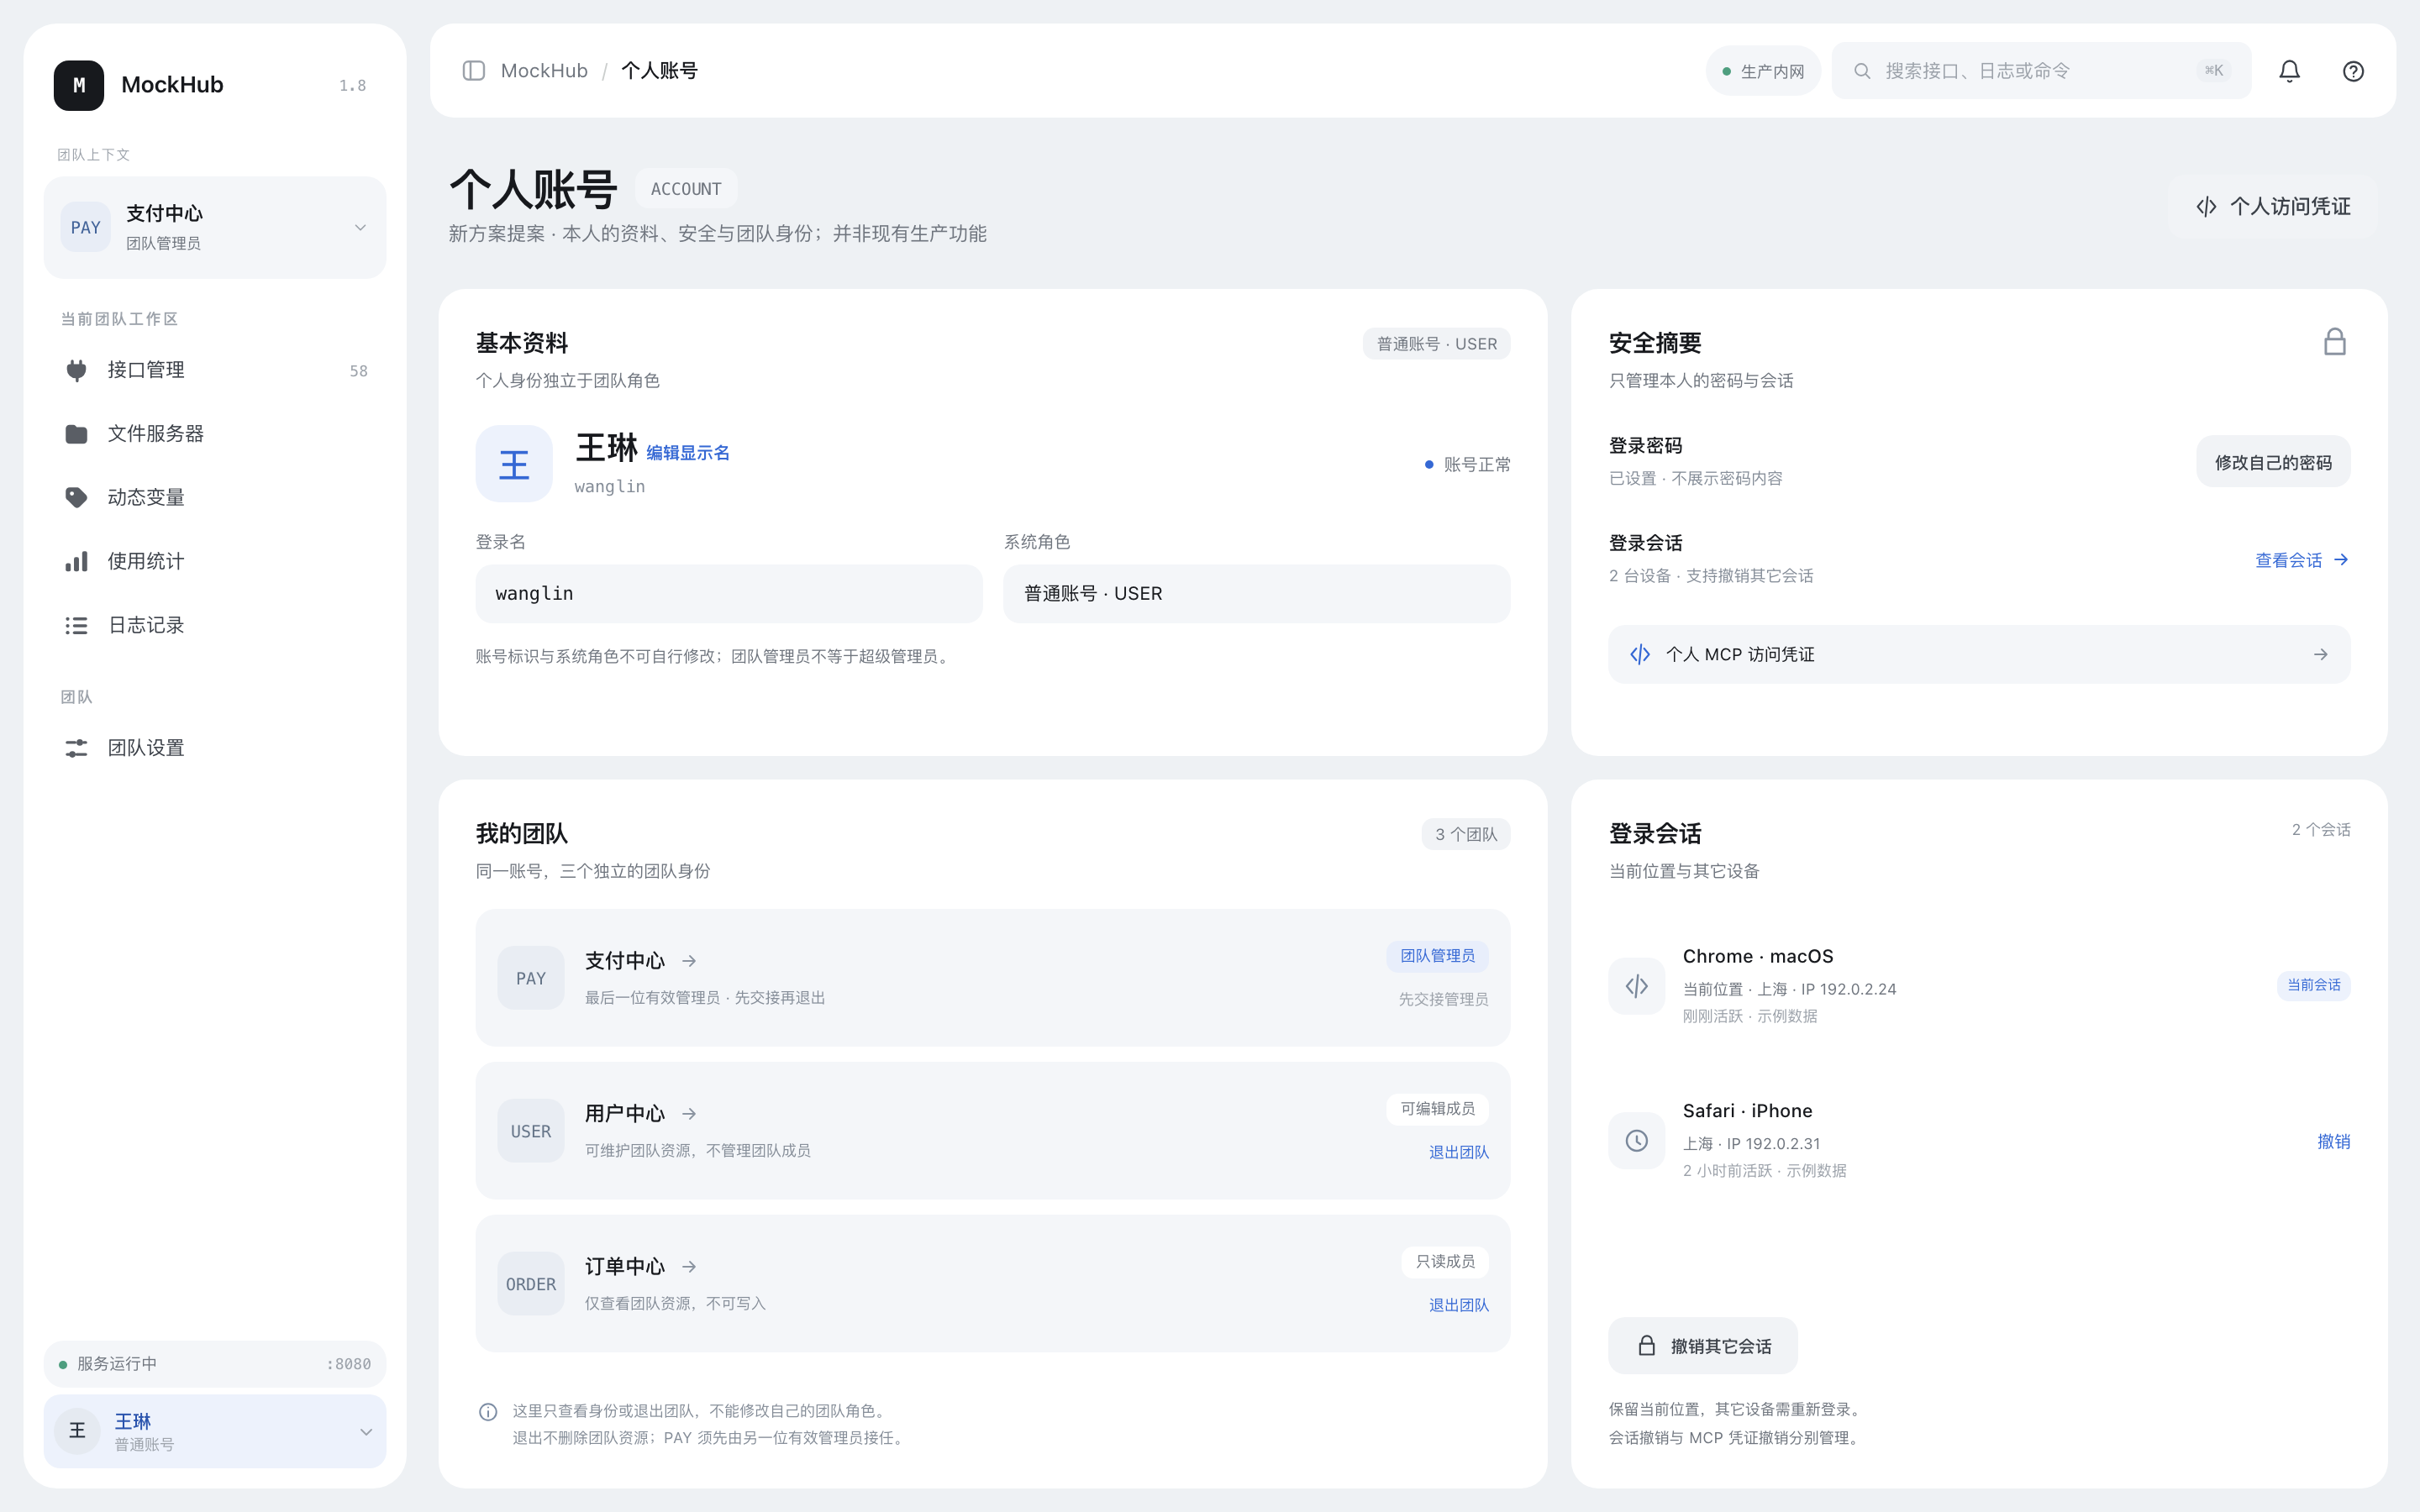 M MockHub 1.8
团队上下文
PAY 支付中心
团队管理员
当前团队工作区
接口管理 58
文件服务器
动态变量
使用统计
日志记录
团队
团队设置
服务运行中 :8080
王 王琳
普通账号
MockHub / 个人账号
生产内网
搜索接口、日志或命令 ⌘K
个人账号 ACCOUNT
新方案提案 · 本人的资料、安全与团队身份；并非现有生产功能
个人访问凭证
基本资料 普通账号 · USER
个人身份独立于团队角色
王 王琳 编辑显示名
wanglin
账号正常
登录名 系统角色
wanglin 普通账号 · USER
账号标识与系统角色不可自行修改；团队管理员不等于超级管理员。
安全摘要
只管理本人的密码与会话
登录密码
已设置 · 不展示密码内容
修改自己的密码
登录会话
2 台设备 · 支持撤销其它会话
查看会话
个人 MCP 访问凭证
我的团队 3 个团队
同一账号，三个独立的团队身份
PAY 支付中心 团队管理员
最后一位有效管理员 · 先交接再退出 先交接管理员
USER 用户中心 可编辑成员
可维护团队资源，不管理团队成员 退出团队
ORDER 订单中心 只读成员
仅查看团队资源，不可写入 退出团队
这里只查看身份或退出团队，不能修改自己的团队角色。
退出不删除团队资源；PAY 须先由另一位有效管理员接任。
登录会话 2 个会话
当前位置与其它设备
Chrome · macOS
当前位置 · 上海 · IP 192.0.2.24
刚刚活跃 · 示例数据
当前会话
Safari · iPhone
上海 · IP 192.0.2.31
2 小时前活跃 · 示例数据
撤销
撤销其它会话
保留当前位置，其它设备需重新登录。
会话撤销与 MCP 凭证撤销分别管理。